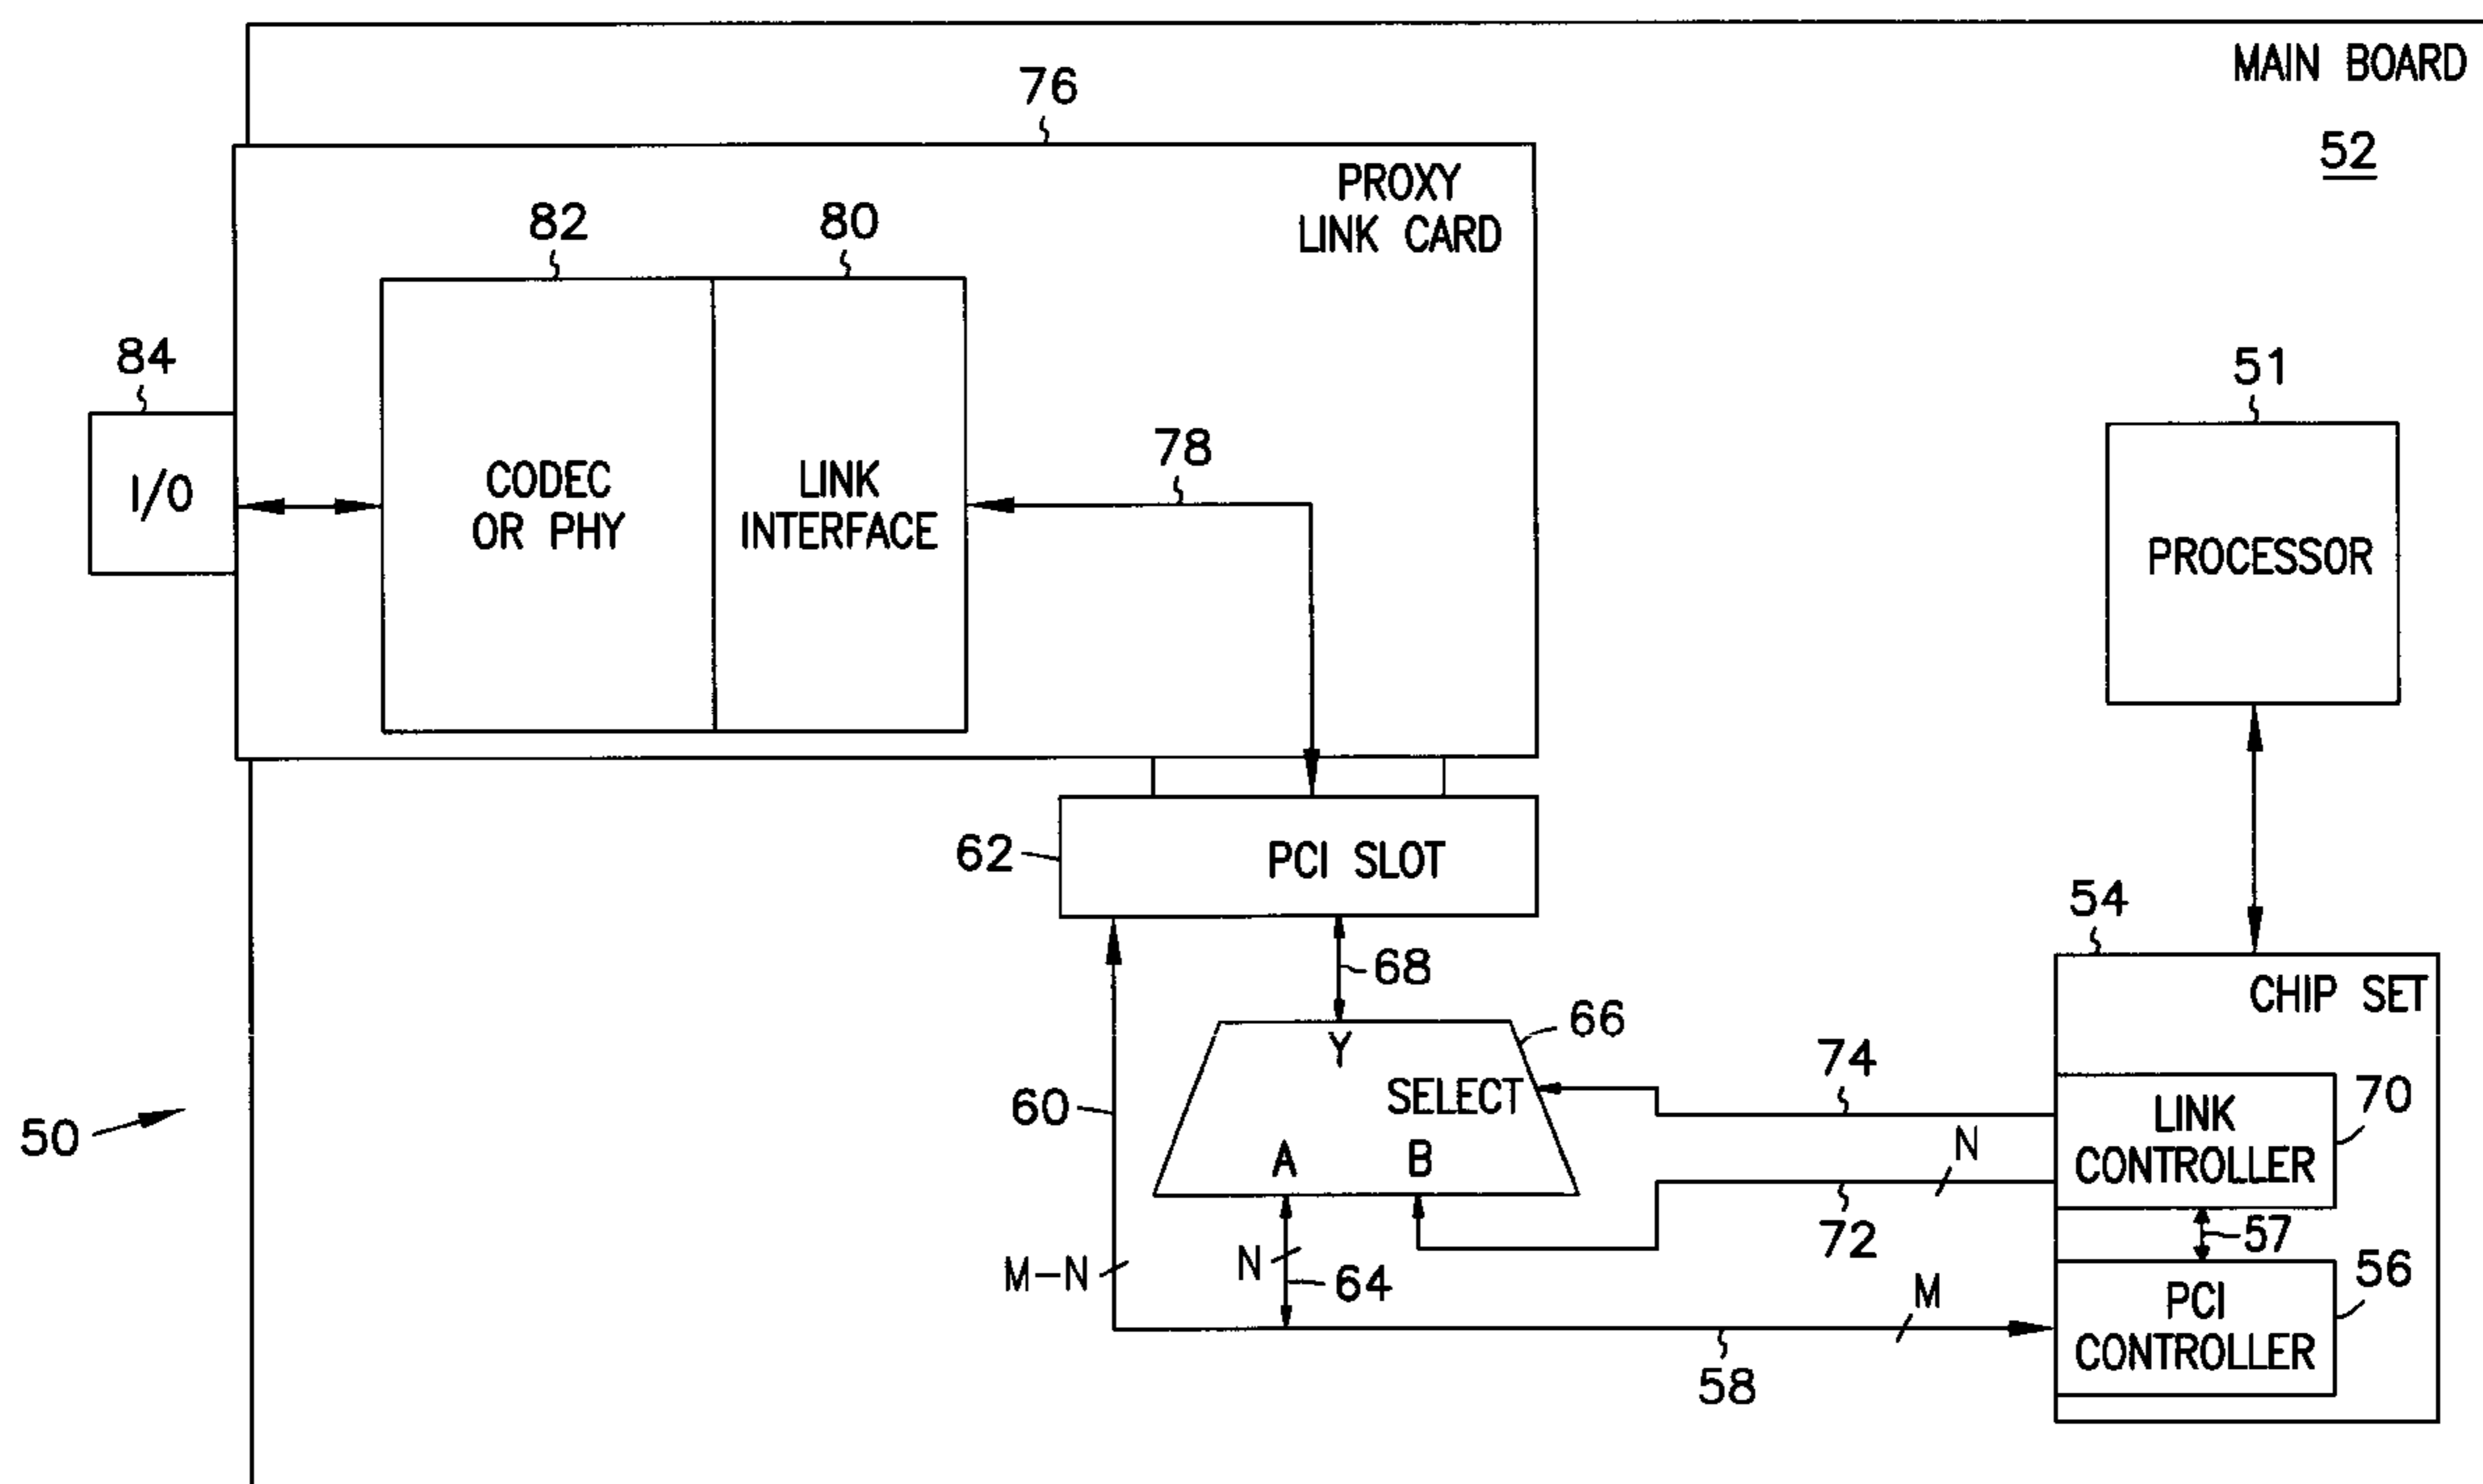 MAIN BOARD
52
76
PROXY
LINK CARD
82
80
84
I/O
CODEC
OR PHY
LINK
INTERFACE
78
51
PROCESSOR
62
PCI SLOT
54
CHIP SET
68
66
Y
SELECT
74
60
50
A
B
N
LINK
CONTROLLER
70
72
57
M-N
N
64
M
PCI
CONTROLLER
56
58